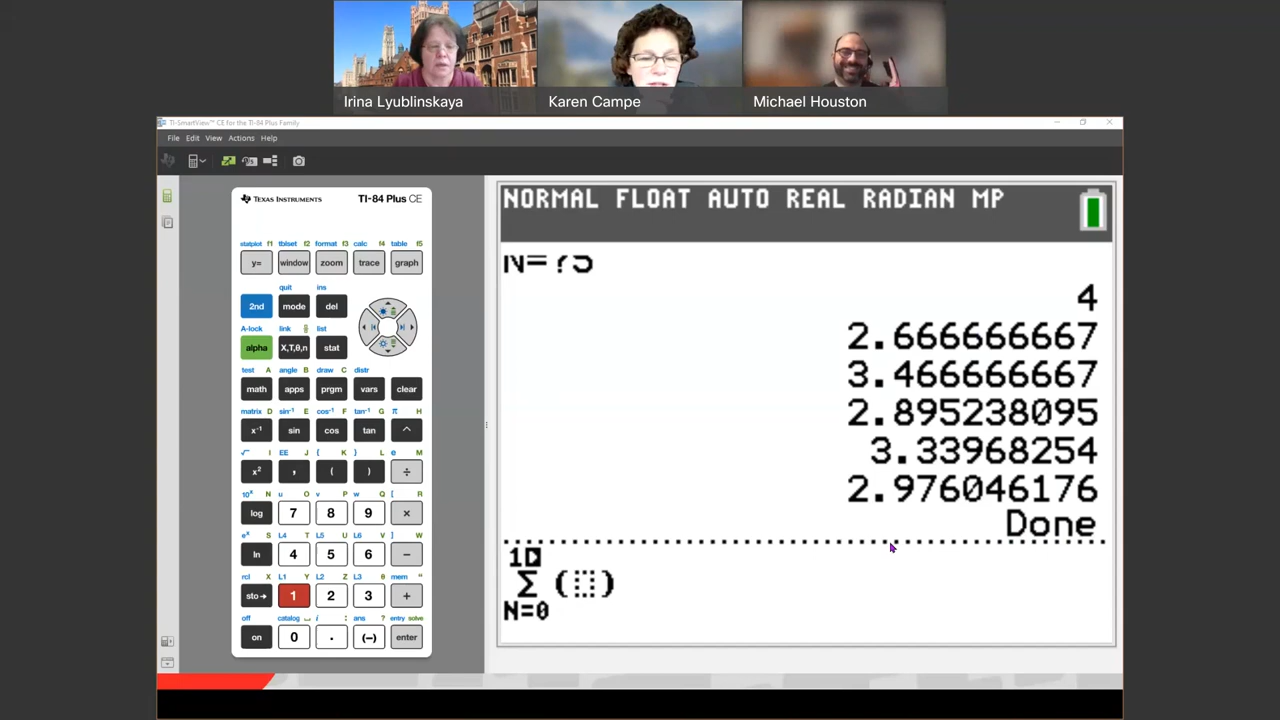 Irina Lyublinskaya
Karen Campe
Michael Houston
TI-SmartView™ CE for the TI-84 Plus Family
File Edit View Actions Help
TEXAS INSTRUMENTS TI-84 Plus CE
statplot f1 tblset f2 format f3 calc f4 table f5
y= window zoom trace graph
quit ins
2nd mode del
A-lock link list
alpha X,T,θ,n stat
test A angle B draw C distr
math apps prgm vars clear
matrix D sin⁻¹ E cos⁻¹ F tan⁻¹ G π H
x⁻¹ sin cos tan ^
√ I EE J { K } L e M
x² , ( ) ÷
10ˣ N u O v P w Q [ R
log 7 8 9 ×
eˣ S L4 T L5 U L6 V ] W
ln 4 5 6 −
rcl X L1 Y L2 Z L3 θ mem "
sto→ 1 2 3 +
off catalog ⎵ i : ans ? entry solve
on 0 . (−) enter
NORMAL FLOAT AUTO REAL RADIAN MP
4
2.666666667
3.466666667
2.895238095
3.33968254
2.976046176
Done
1
Σ ( )
N=0